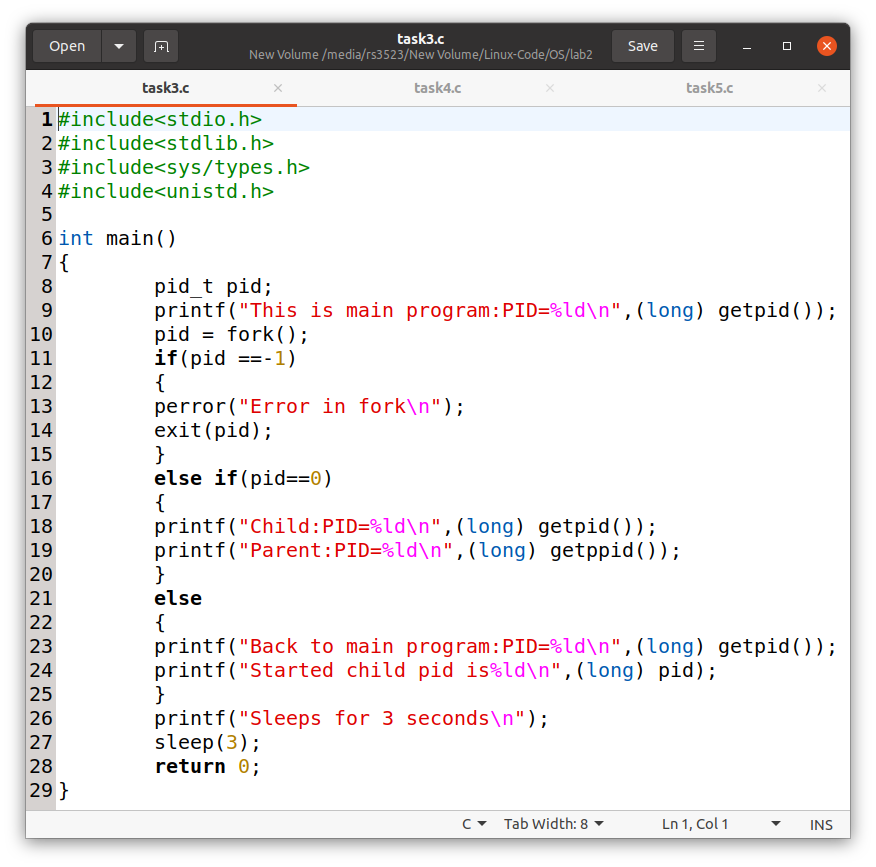 Open task3.c Save
New Volume /media/rs3523/New Volume/Linux-Code/OS/lab2
task3.c task4.c task5.c
1 #include<stdio.h>
2 #include<stdlib.h>
3 #include<sys/types.h>
4 #include<unistd.h>
5
6 int main()
7 {
8         pid_t pid;
9         printf("This is main program:PID=%ld\n",(long) getpid());
10         pid = fork();
11         if(pid ==-1)
12         {
13         perror("Error in fork\n");
14         exit(pid);
15         }
16         else if(pid==0)
17         {
18         printf("Child:PID=%ld\n",(long) getpid());
19         printf("Parent:PID=%ld\n",(long) getppid());
20         }
21         else
22         {
23         printf("Back to main program:PID=%ld\n",(long) getpid());
24         printf("Started child pid is%ld\n",(long) pid);
25         }
26         printf("Sleeps for 3 seconds\n");
27         sleep(3);
28         return 0;
29 }
C Tab Width: 8 Ln 1, Col 1 INS